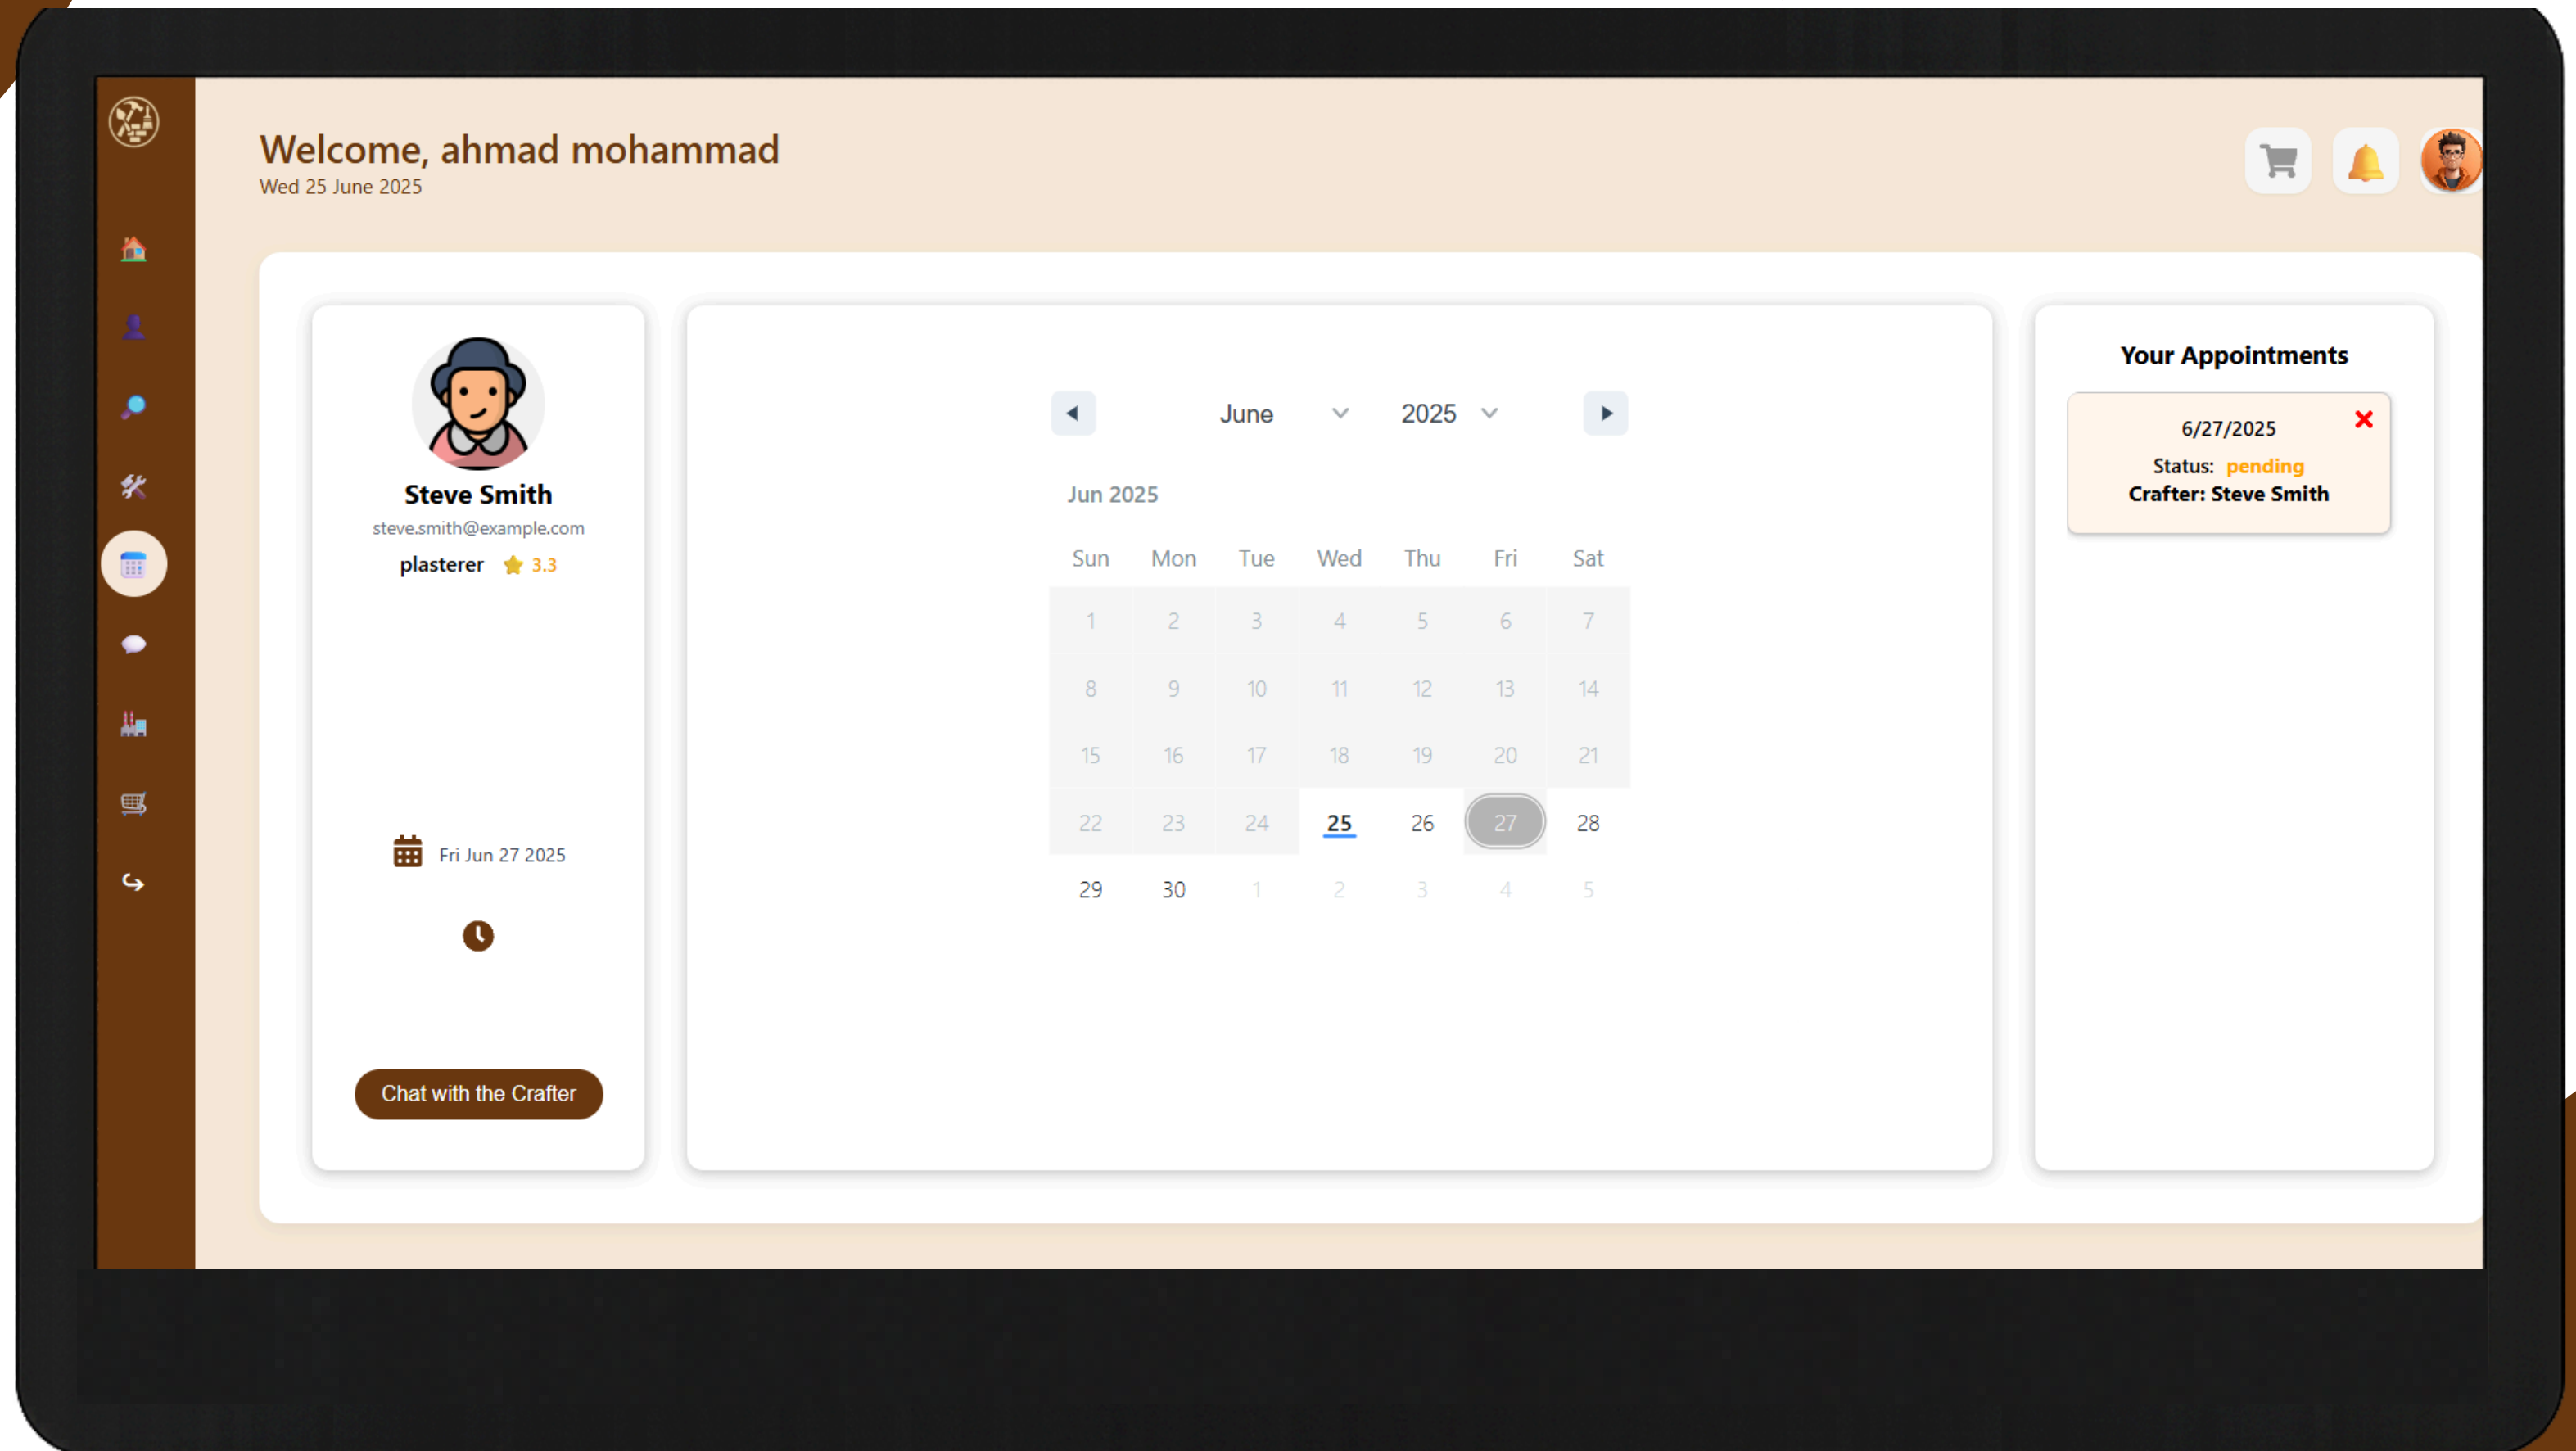 Welcome, ahmad mohammad
Wed 25 June 2025
Steve Smith
steve.smith@example.com
plasterer 3.3
Fri Jun 27 2025
Chat with the Crafter
June 2025
Jun 2025
Sun Mon Tue Wed Thu Fri Sat
1 2 3 4 5 6 7
8 9 10 11 12 13 14
15 16 17 18 19 20 21
22 23 24 25 26 27 28
29 30 1 2 3 4 5
Your Appointments
6/27/2025
Status: pending
Crafter: Steve Smith